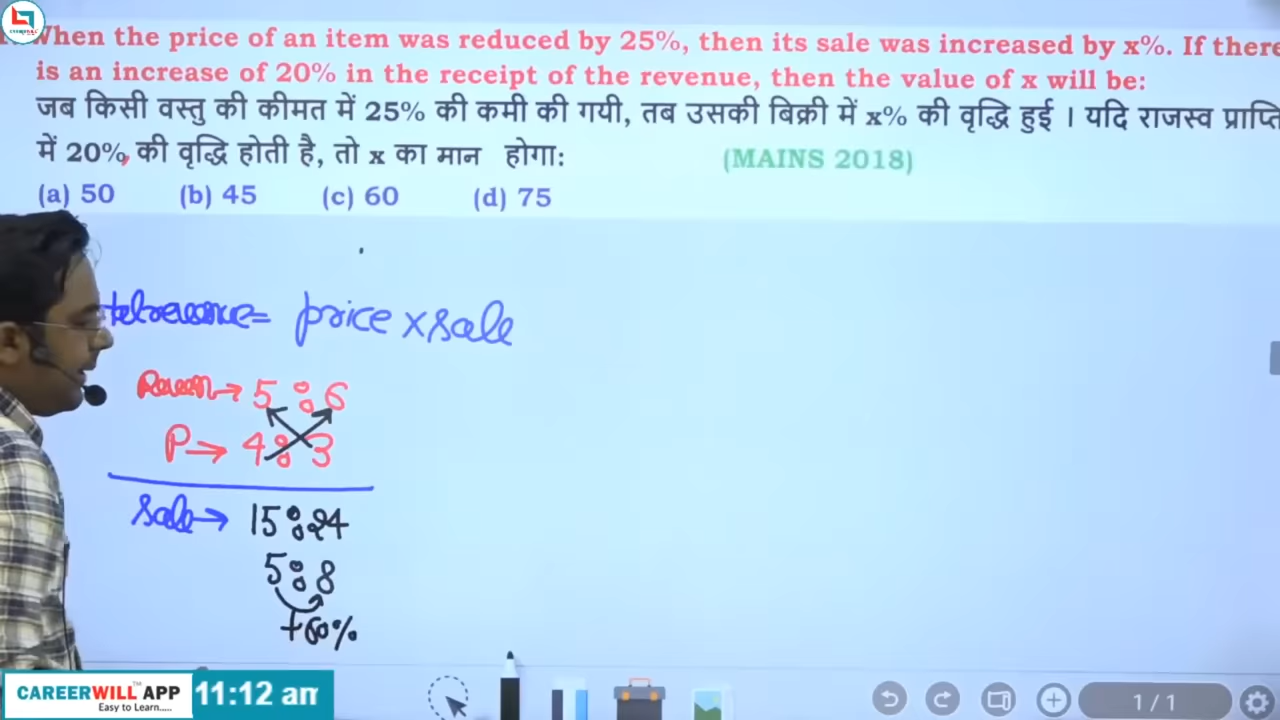 When the price of an item was reduced by 25%, then its sale was increased by x%. If there
is an increase of 20% in the receipt of the revenue, then the value of x will be:
जब किसी वस्तु की कीमत में 25% की कमी की गयी, तब उसकी बिक्री में x% की वृद्धि हुई । यदि राजस्व प्राप्ति
में 20% की वृद्धि होती है, तो x का मान होगा:
(MAINS 2018)
(a) 50 (b) 45 (c) 60 (d) 75
= price × sale
→ 5 : 6
P → 4 : 3
sale → 15 : 24
5 : 8
+60%
CAREERWILL APP
Easy to Learn.....
11:12 am
1 / 1